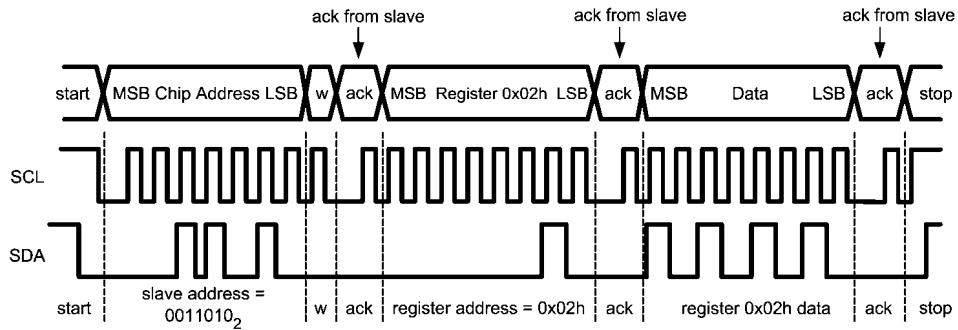 ack from slave ack from slave ack from slave
start MSB Chip Address LSB w ack MSB Register 0x02h LSB ack MSB Data LSB ack stop
SCL
SDA
start slave address = w ack register address = 0x02h ack register 0x02h data ack stop
0011010₂